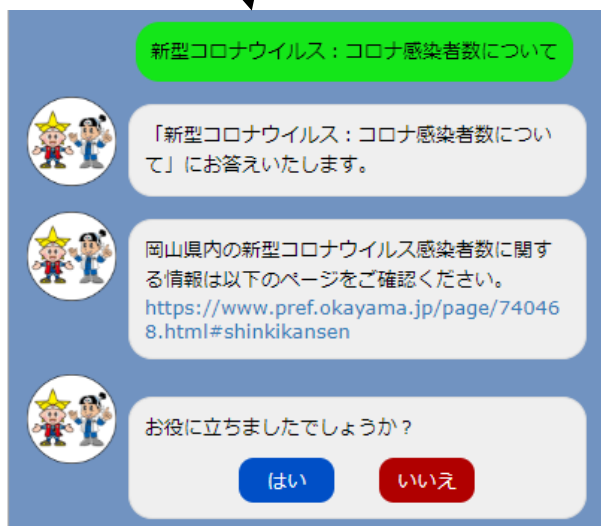 新型コロナウイルス：コロナ感染者数について
「新型コロナウイルス：コロナ感染者数につい
て」にお答えいたします。
岡山県内の新型コロナウイルス感染者数に関す
る情報は以下のページをご確認ください。
https://www.pref.okayama.jp/page/74046
8.html#shinkikansen
お役に立ちましたでしょうか？
はい
いいえ